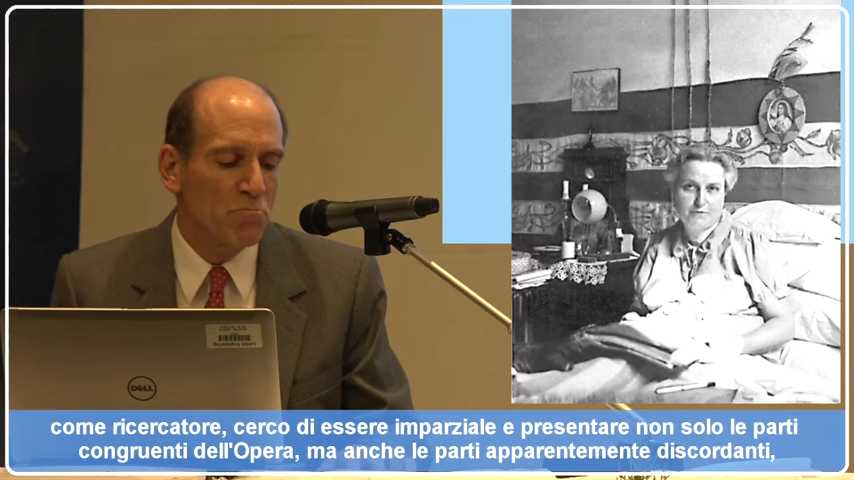 DELL
come ricercatore, cerco di essere imparziale e presentare non solo le parti
congruenti dell'Opera, ma anche le parti apparentemente discordanti,